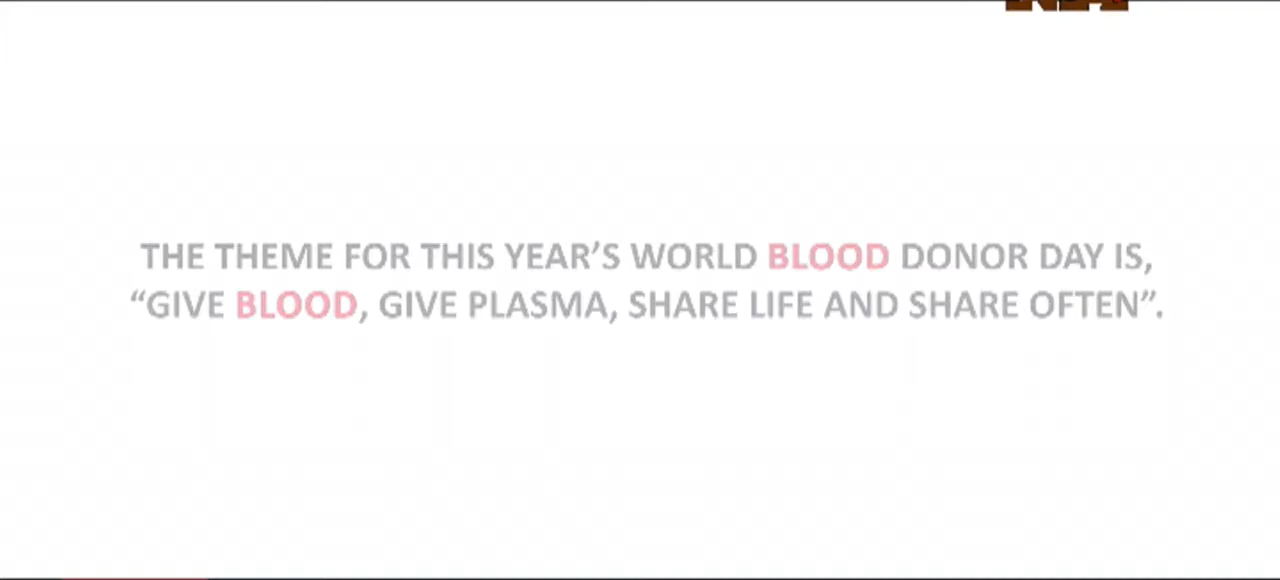 THE THEME FOR THIS YEAR’S WORLD BLOOD DONOR DAY IS,
“GIVE BLOOD, GIVE PLASMA, SHARE LIFE AND SHARE OFTEN”.